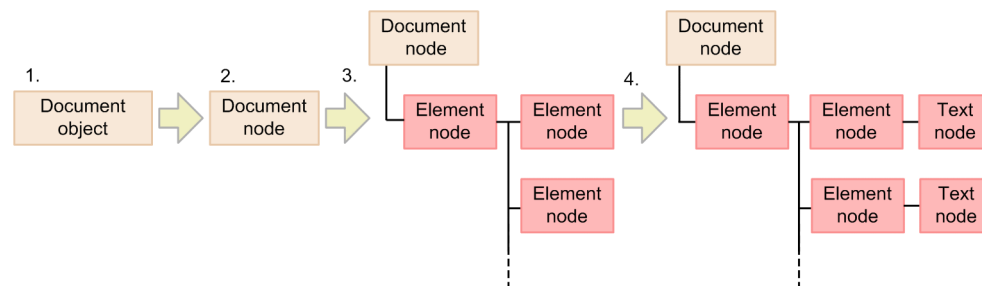 1.
Document
object
2.
Document
node
3.
Document
node
Element
node
Element
node
Element
node
4.
Document
node
Element
node
Element
node
Text
node
Element
node
Text
node